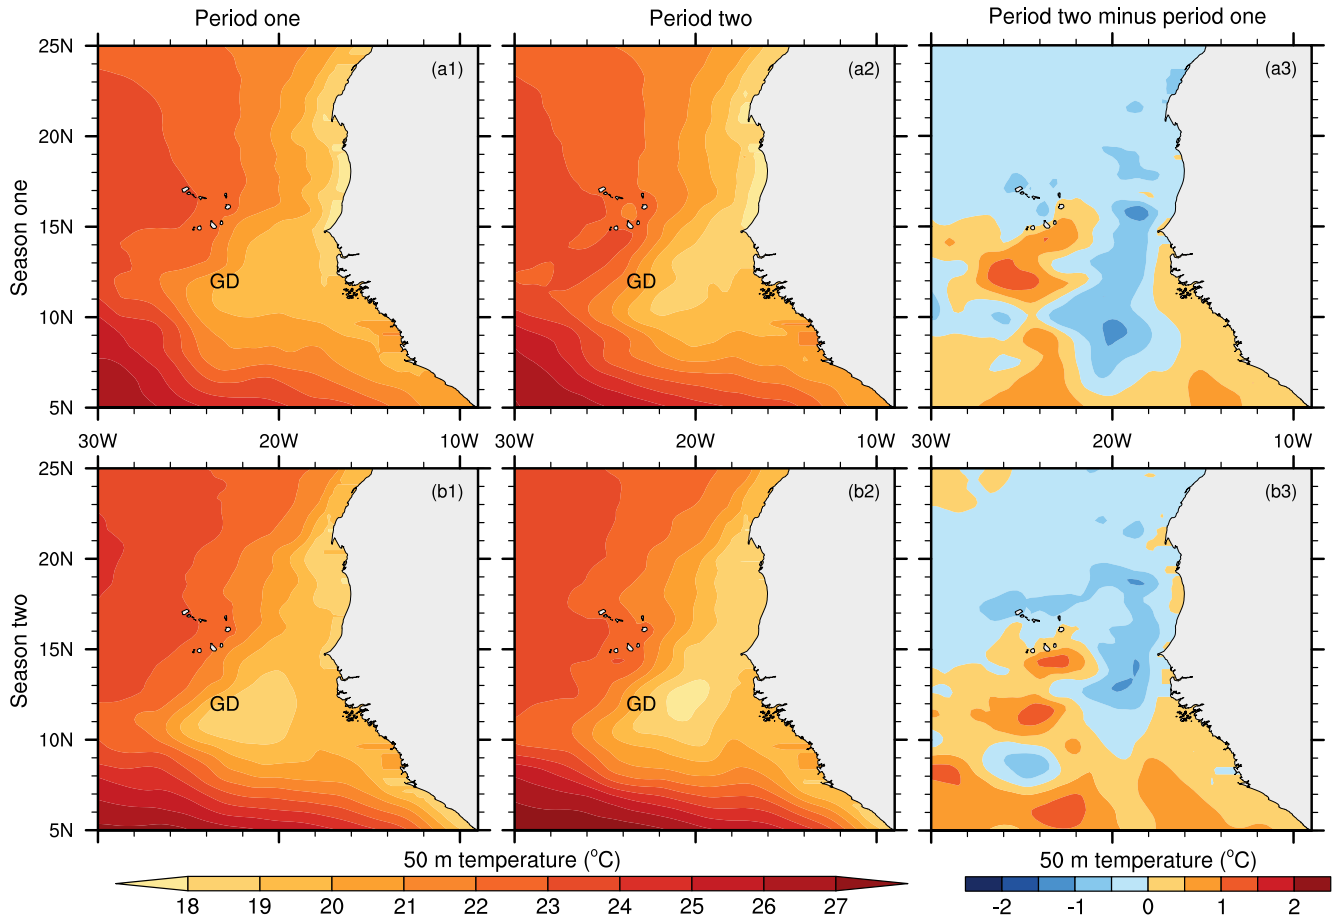 Period one Period two Period two minus period one
25N (a1) (a2) (a3)
20N
Season one
15N
GD GD
10N
5N
30W 20W 10W 30W 20W 10W 30W 20W 10W
25N (b1) (b2) (b3)
20N
Season two
15N
GD GD
10N
5N
50 m temperature (°C) 50 m temperature (°C)
18 19 20 21 22 23 24 25 26 27 -2 -1 0 1 2